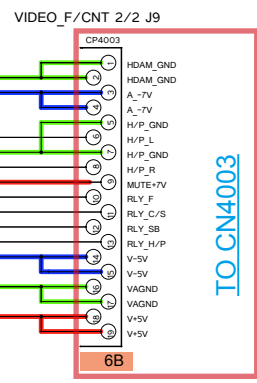 VIDEO_F/CNT 2/2 J9
CP4003
1 HDAM_GND
2 HDAM_GND
3 A_-7V
4 A_-7V
5 H/P_GND
6 H/P_L
7 H/P_GND
8 H/P_R
9 MUTE+7V
10 RLY_F
11 RLY_C/S
12 RLY_SB
13 RLY_H/P
14 V-5V
15 V-5V
16 VAGND
17 VAGND
18 V+5V
19 V+5V
TO CN4003
6B